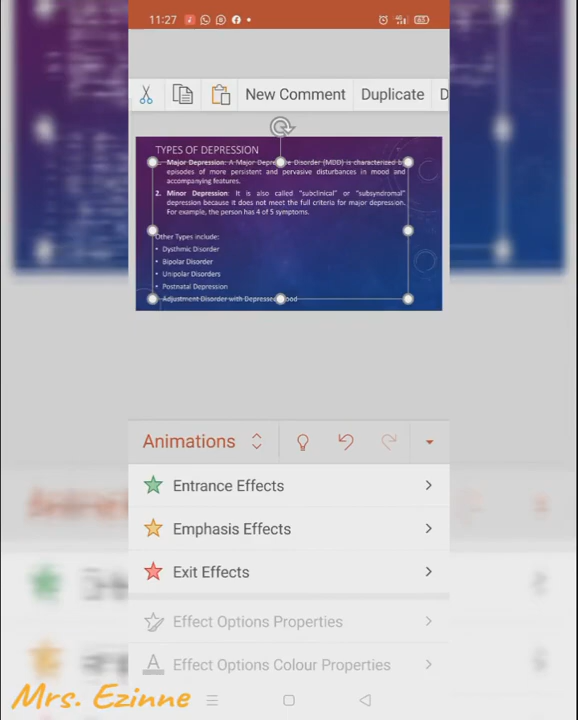 11:27
New Comment
Duplicate
D
TYPES OF DEPRESSION
1. Major Depression: A Major Depressive Disorder (MDD) is characterized by
episodes of more persistent and pervasive disturbances in mood and
accompanying features.
2. Minor Depression: It is also called "subclinical" or "subsyndromal"
depression because it does not meet the full criteria for major depression.
For example, the person has 4 of 5 symptoms.
Other Types include:
• Dysthmic Disorder
• Bipolar Disorder
• Unipolar Disorders
• Postnatal Depression
• Adjustment Disorder with Depressed Mood
Animations
Entrance Effects
Emphasis Effects
Exit Effects
Effect Options Properties
A Effect Options Colour Properties
Mrs. Ezinne